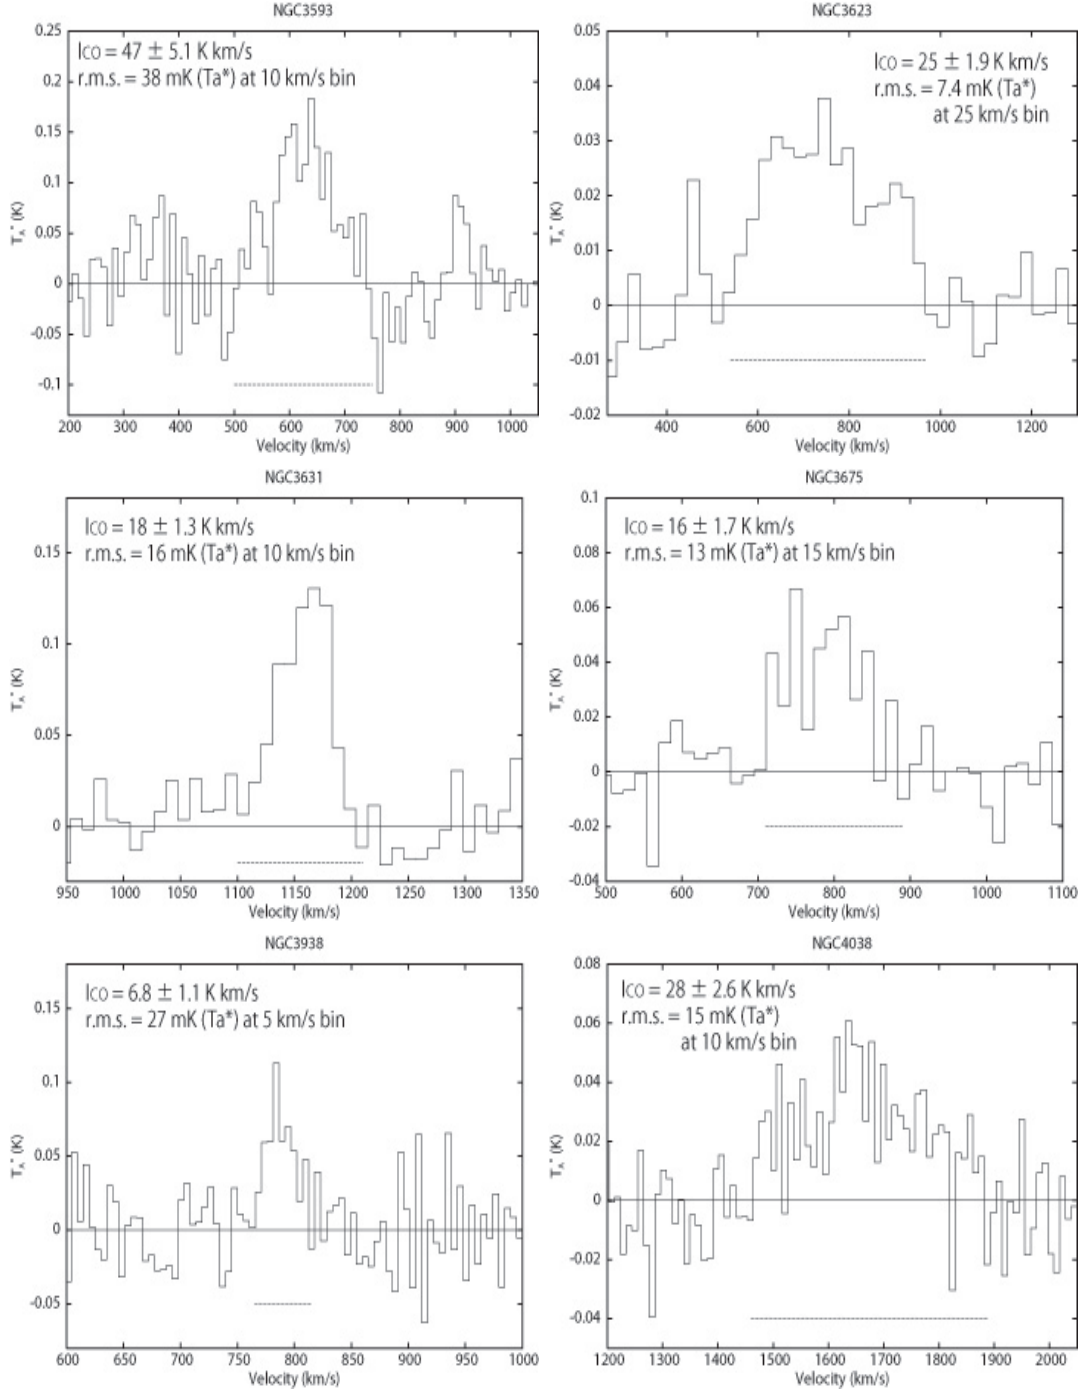 NGC3593
ICO = 47 ± 5.1 K km/s
r.m.s. = 38 mK (Ta*) at 10 km/s bin
0.25
0.2
0.15
0.1
0.05
0
-0.05
-0.1
TA* (K)
200 300 400 500 600 700 800 900 1000
Velocity (km/s)
NGC3623
ICO = 25 ± 1.9 K km/s
r.m.s. = 7.4 mK (Ta*)
at 25 km/s bin
0.05
0.04
0.03
0.02
0.01
0
-0.01
-0.02
TA* (K)
400 600 800 1000 1200
Velocity (km/s)
NGC3631
ICO = 18 ± 1.3 K km/s
r.m.s. = 16 mK (Ta*) at 10 km/s bin
0.15
0.1
0.05
0
TA* (K)
950 1000 1050 1100 1150 1200 1250 1300 1350
Velocity (km/s)
NGC3675
ICO = 16 ± 1.7 K km/s
r.m.s. = 13 mK (Ta*) at 15 km/s bin
0.1
0.08
0.06
0.04
0.02
0
-0.02
-0.04
TA* (K)
500 600 700 800 900 1000 1100
Velocity (km/s)
NGC3938
ICO = 6.8 ± 1.1 K km/s
r.m.s. = 27 mK (Ta*) at 5 km/s bin
0.15
0.1
0.05
0
-0.05
TA* (K)
600 650 700 750 800 850 900 950 1000
Velocity (km/s)
NGC4038
ICO = 28 ± 2.6 K km/s
r.m.s. = 15 mK (Ta*)
at 10 km/s bin
0.08
0.06
0.04
0.02
0
-0.02
-0.04
TA* (K)
1200 1300 1400 1500 1600 1700 1800 1900 2000
Velocity (km/s)